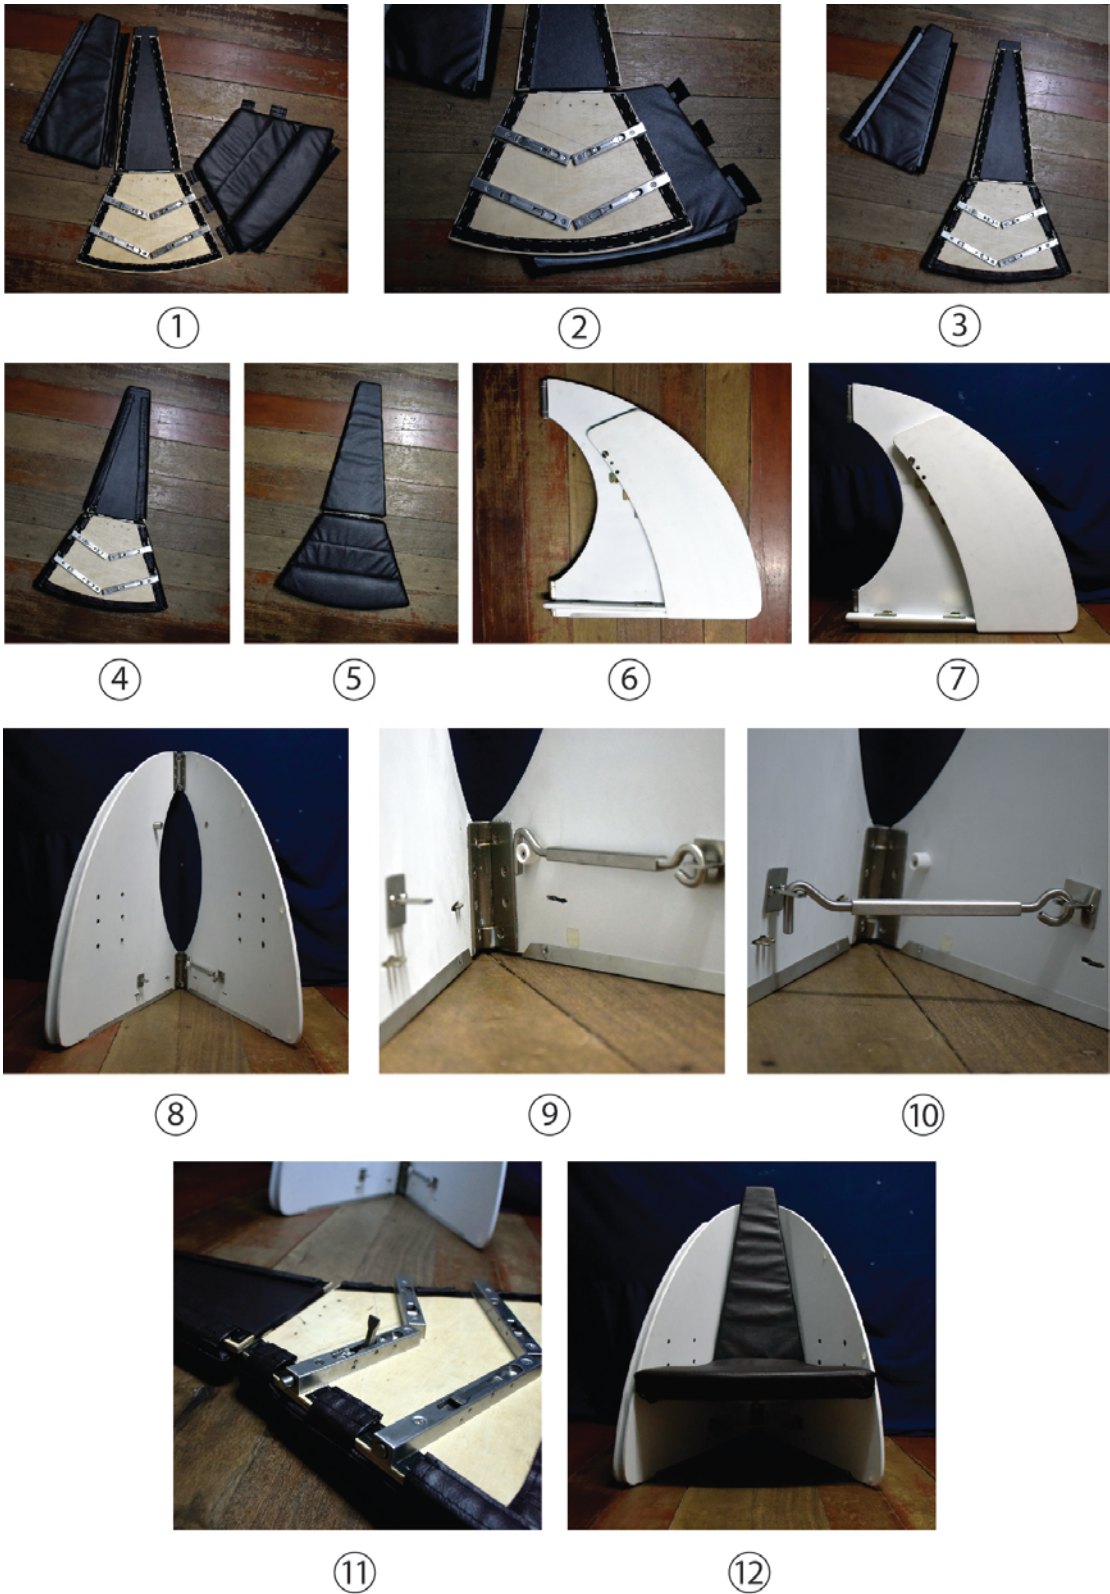 ① ② ③
④ ⑤ ⑥ ⑦
⑧ ⑨ ⑩
⑪ ⑫